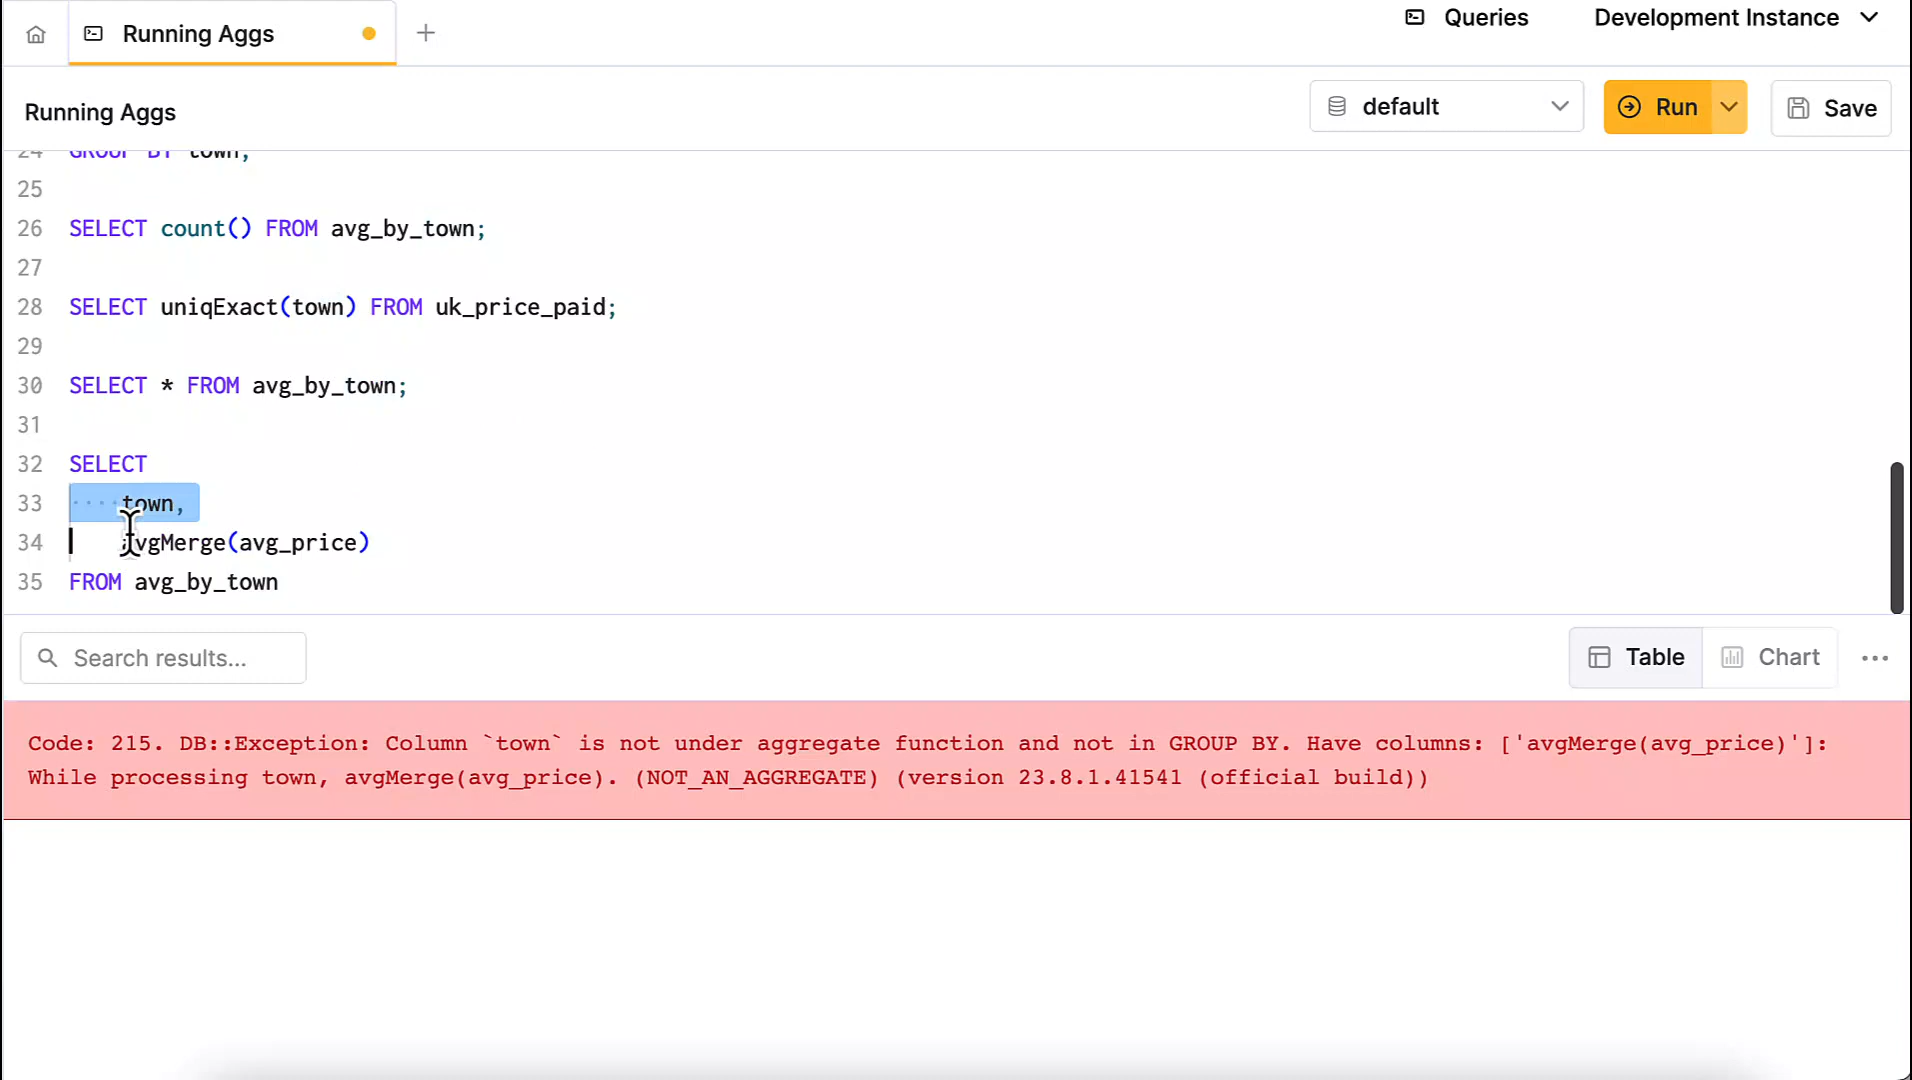 Running Aggs
Queries
Development Instance
Running Aggs
default
Run
Save
24 GROUP BY town;
25
26 SELECT count() FROM avg_by_town;
27
28 SELECT uniqExact(town) FROM uk_price_paid;
29
30 SELECT * FROM avg_by_town;
31
32 SELECT
33 ····town,
34 avgMerge(avg_price)
35 FROM avg_by_town
Search results...
Table
Chart
Code: 215. DB::Exception: Column `town` is not under aggregate function and not in GROUP BY. Have columns: ['avgMerge(avg_price)']:
While processing town, avgMerge(avg_price). (NOT_AN_AGGREGATE) (version 23.8.1.41541 (official build))